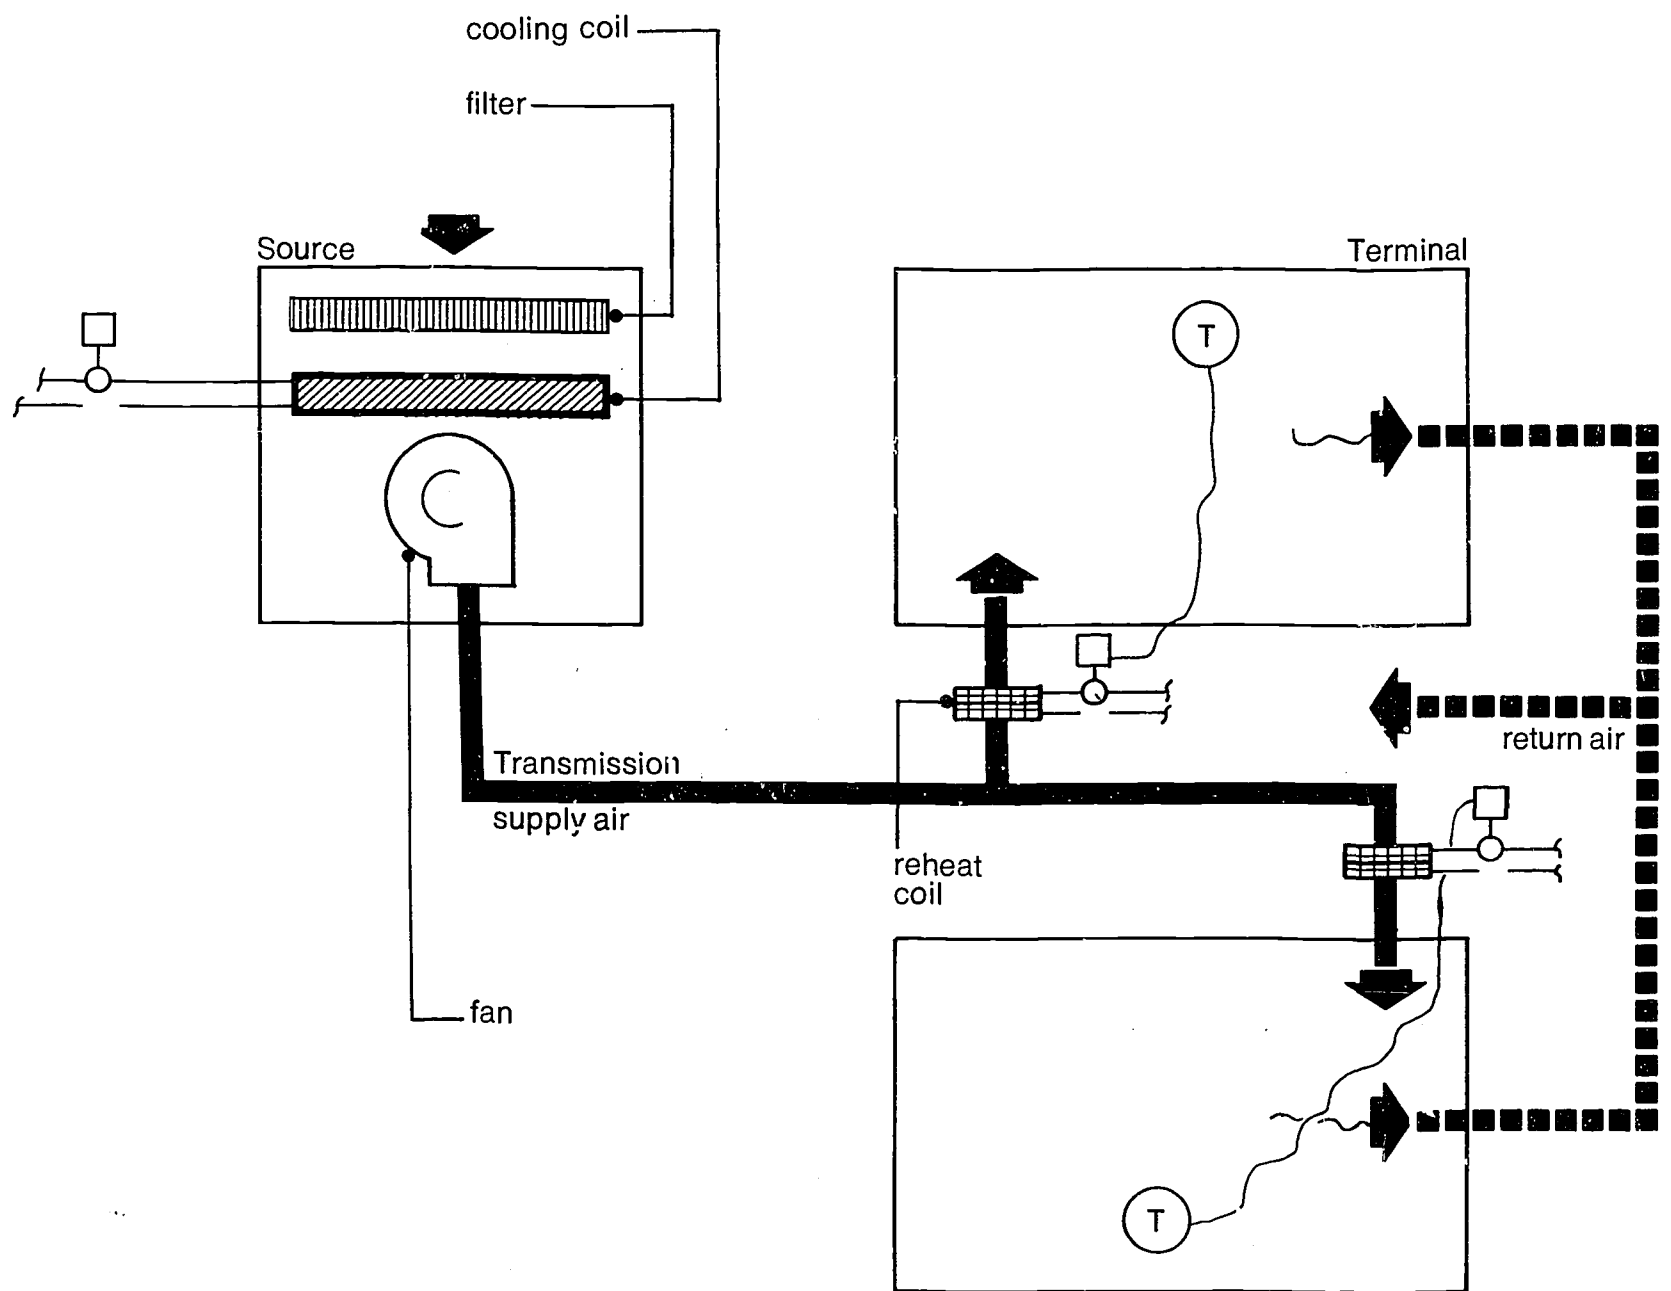 cooling coil
filter
Source
Terminal
T
return air
Transmission
supply air
reheat
coil
fan
T